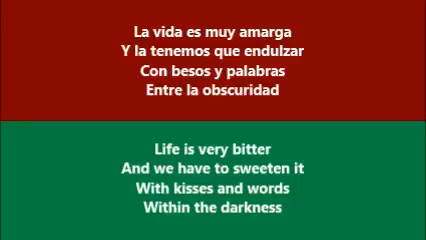 La vida es muy amarga
Y la tenemos que endulzar
Con besos y palabras
Entre la obscuridad
Life is very bitter
And we have to sweeten it
With kisses and words
Within the darkness